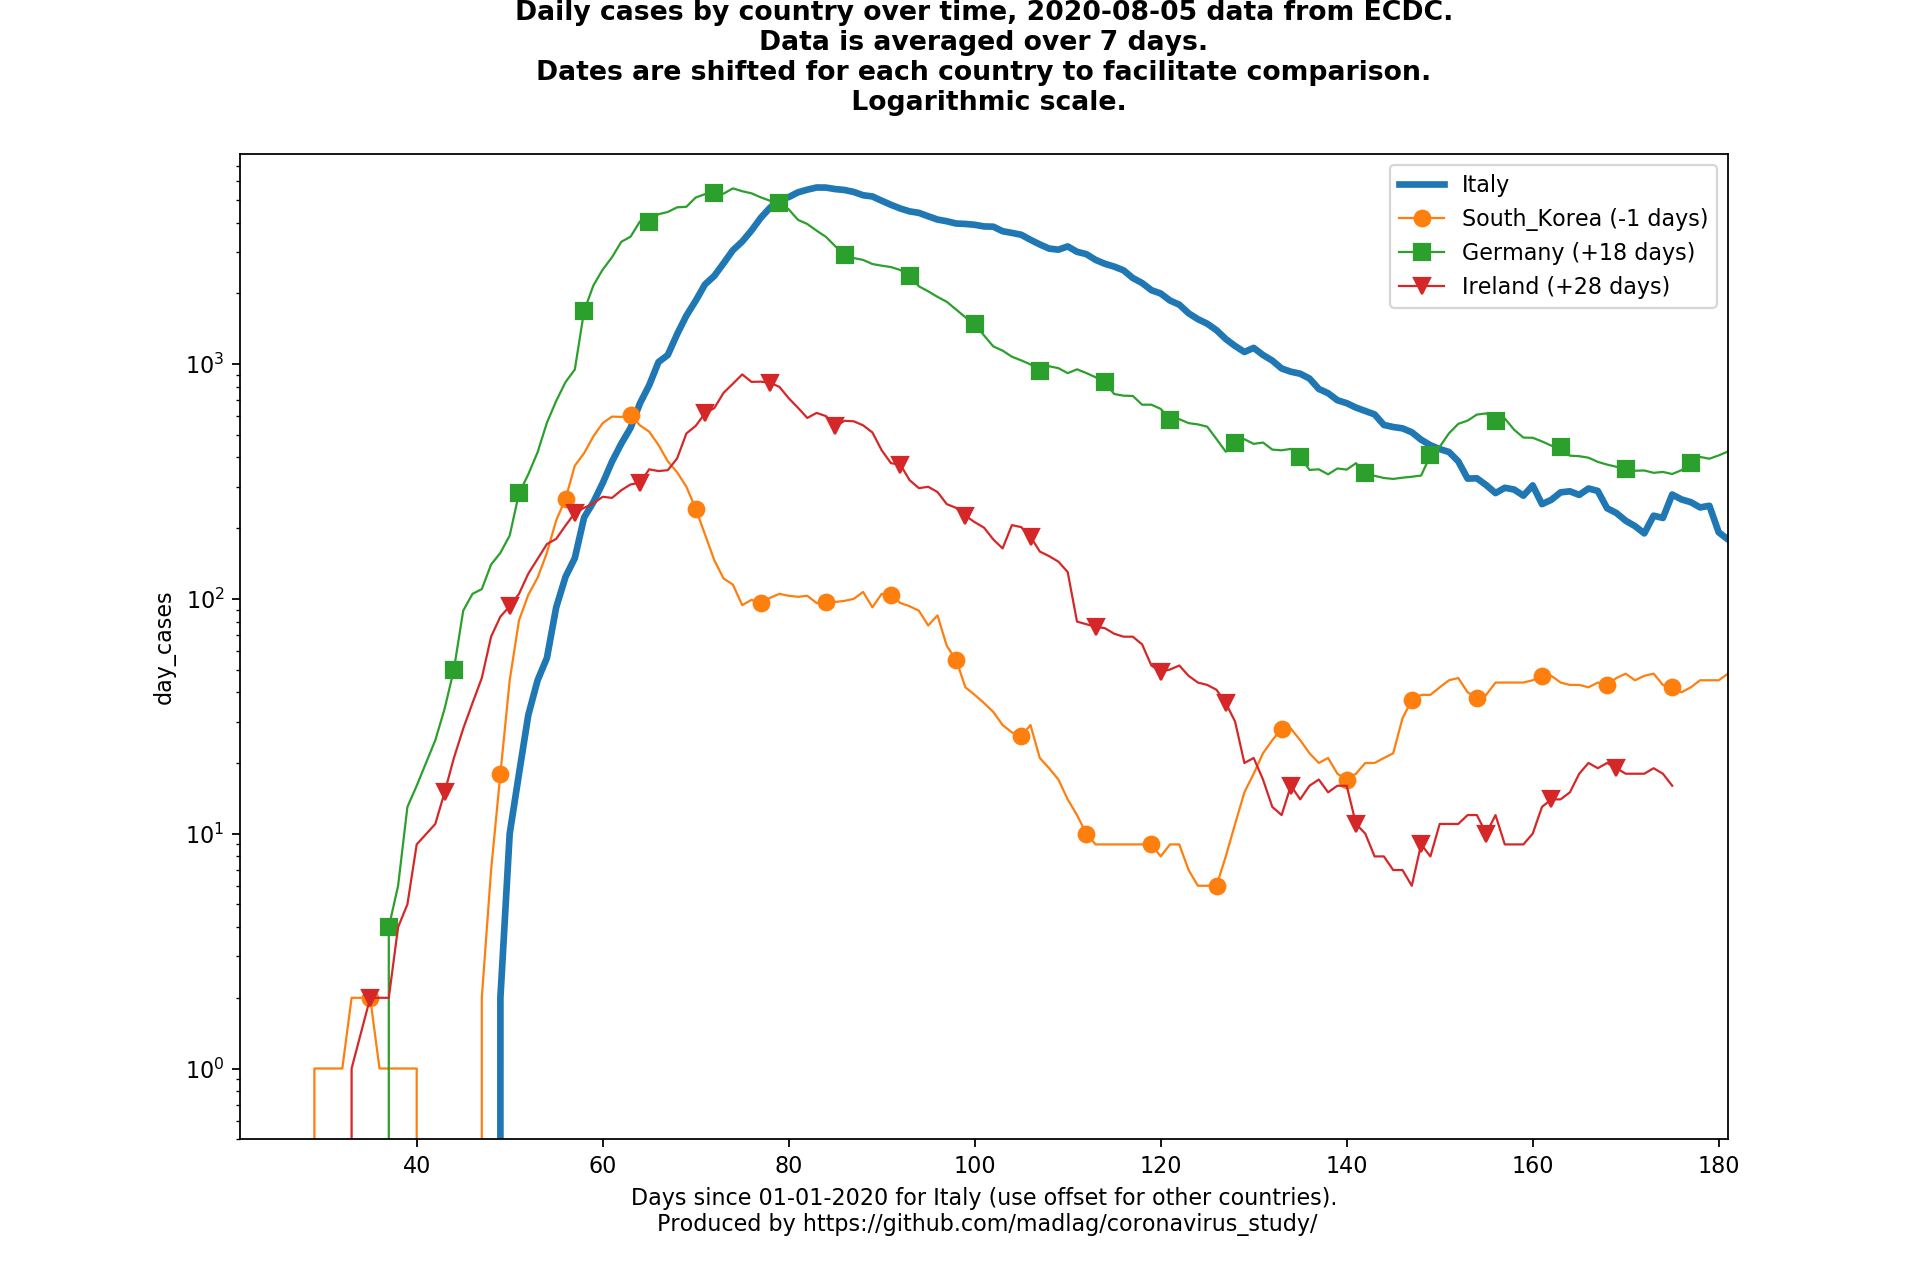 Daily cases by country over time, 2020-08-05 data from ECDC.
Data is averaged over 7 days.
Dates are shifted for each country to facilitate comparison.
Logarithmic scale.
Italy
South_Korea (-1 days)
Germany (+18 days)
Ireland (+28 days)
day_cases
10³
10²
10¹
10⁰
40 60 80 100 120 140 160 180
Days since 01-01-2020 for Italy (use offset for other countries).
Produced by https://github.com/madlag/coronavirus_study/